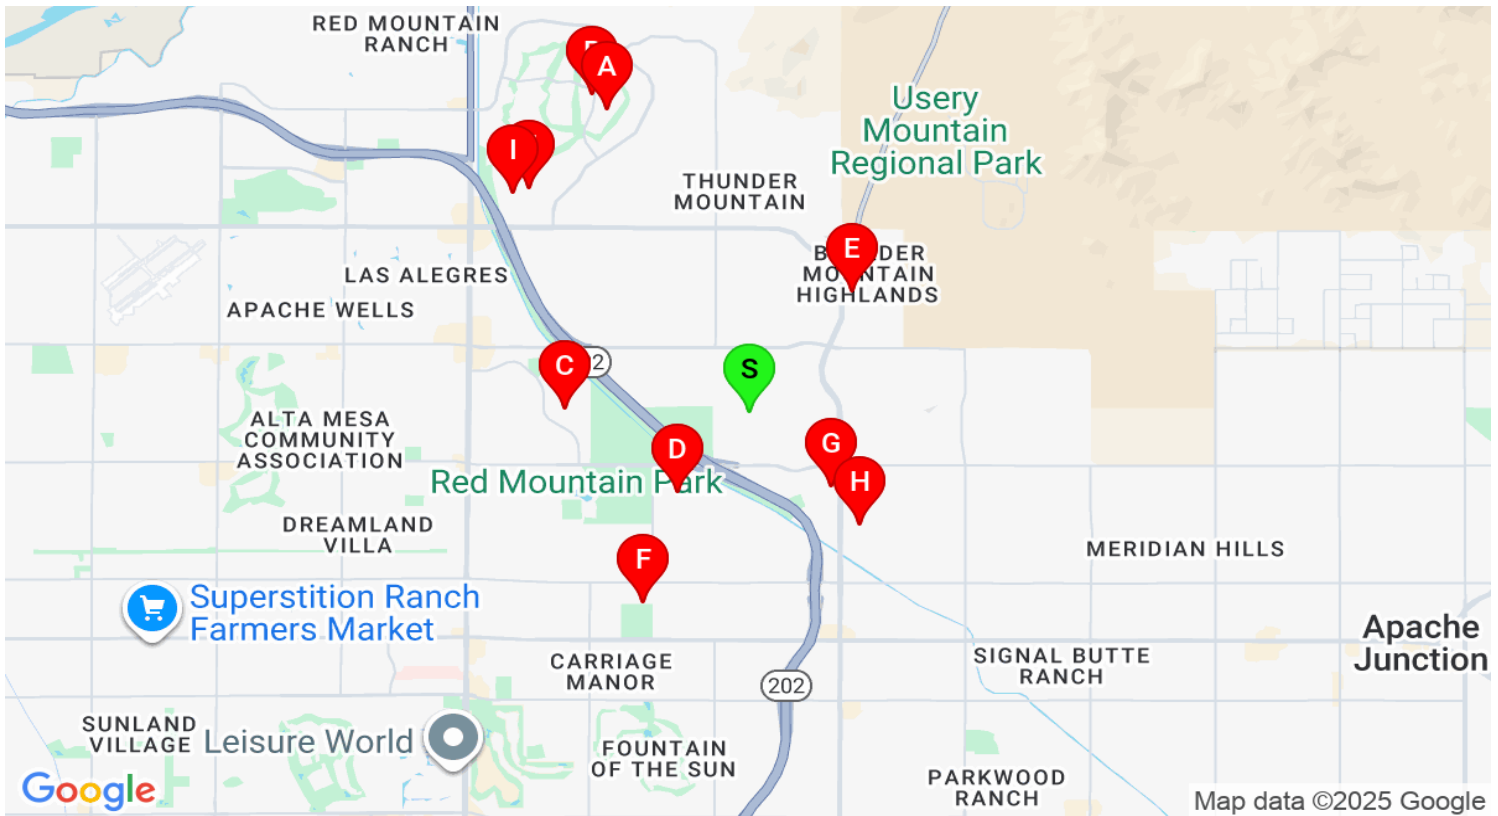 RED MOUNTAIN
RANCH
A
I
Usery
Mountain
Regional Park
THUNDER
MOUNTAIN
E
MOUNTAIN
HIGHLANDS
LAS ALEGRES
APACHE WELLS
C
S
D
G
H
ALTA MESA
COMMUNITY
ASSOCIATION
Red Mountain Park
DREAMLAND
VILLA
F
MERIDIAN HILLS
Superstition Ranch
Farmers Market
Apache
Junction
CARRIAGE
MANOR
SIGNAL BUTTE
RANCH
202
SUNLAND
VILLAGE
Leisure World
FOUNTAIN
OF THE SUN
PARKWOOD
RANCH
Google
Map data ©2025 Google